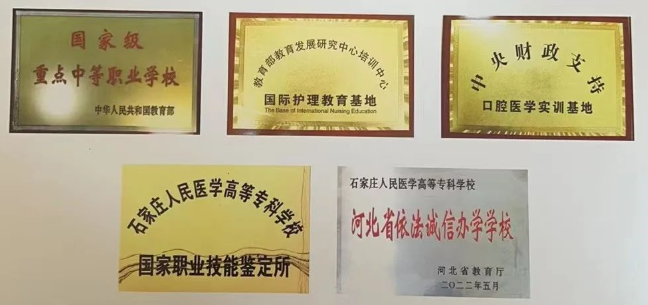 国家级
重点中等职业学校
中华人民共和国教育部
教育部教育发展研究中心培训中心
国际护理教育基地
The Base of International Nursing Education
中央财政支持
口腔医学实训基地
石家庄人民医学高等专科学校
国家职业技能鉴定所
石家庄人民医学高等专科学校
河北省依法诚信办学学校
河北省教育厅
二〇二二年五月